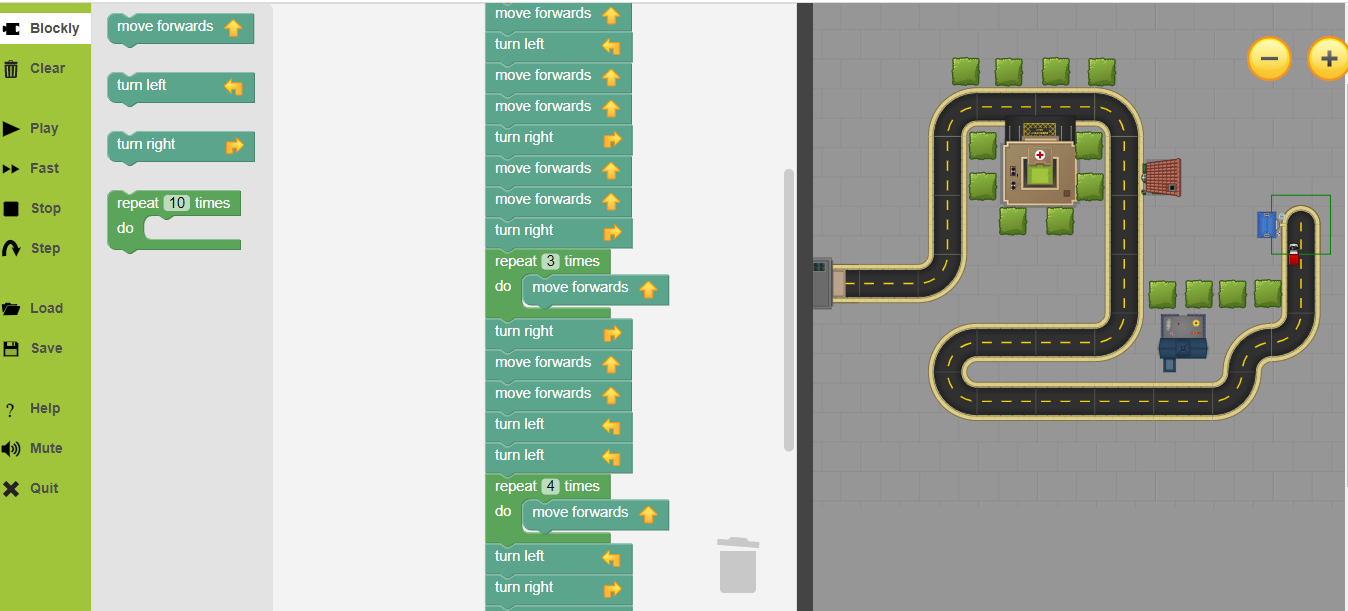 Blockly
Clear
Play
Fast
Stop
Step
Load
Save
? Help
Mute
Quit
move forwards
turn left
turn right
repeat 10 times
do
move forwards
turn left
move forwards
move forwards
turn right
move forwards
move forwards
turn right
repeat 3 times
do move forwards
turn right
move forwards
move forwards
turn left
turn left
repeat 4 times
do move forwards
turn left
turn right